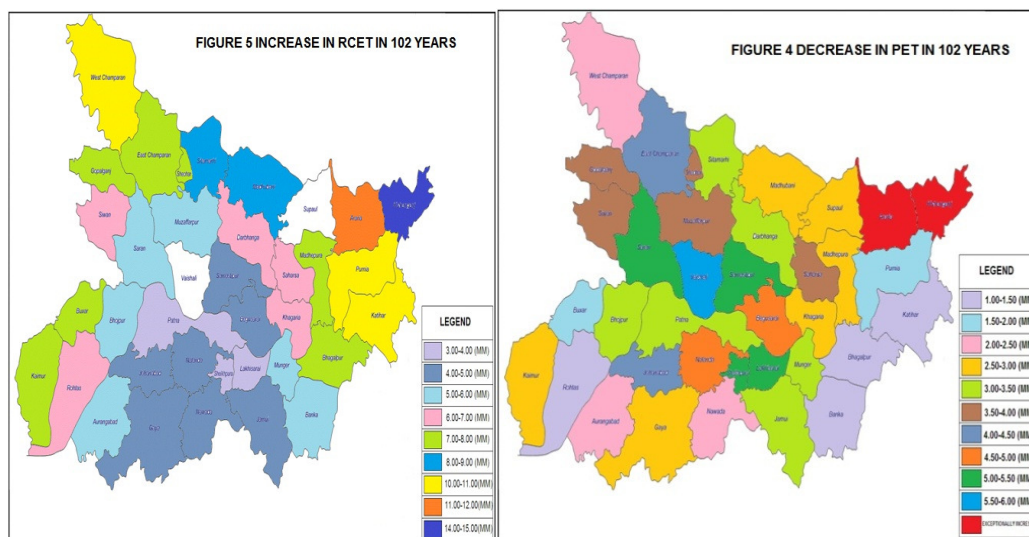 FIGURE 5 INCREASE IN RCET IN 102 YEARS
West Champaran
East Champaran
Gopalganj
Siwan
Muzaffarpur
Saran
Darbhanga
Supaul
Madhepura
Saharsa
Purnia
Katihar
Khagaria
Vaishali
Buxar
Bhojpur
Patna
Bhagalpur
Munger
Lakhisarai
Kaimur
Rohtas
Aurangabad
Gaya
Jamui
Banka
LEGEND
3.00-4.00 (MM)
4.00-5.00 (MM)
5.00-6.00 (MM)
6.00-7.00 (MM)
7.00-8.00 (MM)
8.00-9.00 (MM)
10.00-11.00(MM)
11.00-12.00(MM)
14.00-15.00(MM)
FIGURE 4 DECREASE IN PET IN 102 YEARS
West Champaran
East Champaran
Sitamarhi
Madhubani
Supaul
Darbhanga
Madhepura
Purnia
Katihar
Khagaria
Buxar
Bhojpur
Patna
Bhagalpur
Munger
Kaimur
Rohtas
Nalanda
Aurangabad
Gaya
Nawada
Jamui
Banka
LEGEND
1.00-1.50 (MM)
1.50-2.00 (MM)
2.00-2.50 (MM)
2.50-3.00 (MM)
3.00-3.50 (MM)
3.50-4.00 (MM)
4.00-4.50 (MM)
4.50-5.00 (MM)
5.00-5.50 (MM)
5.50-6.00 (MM)